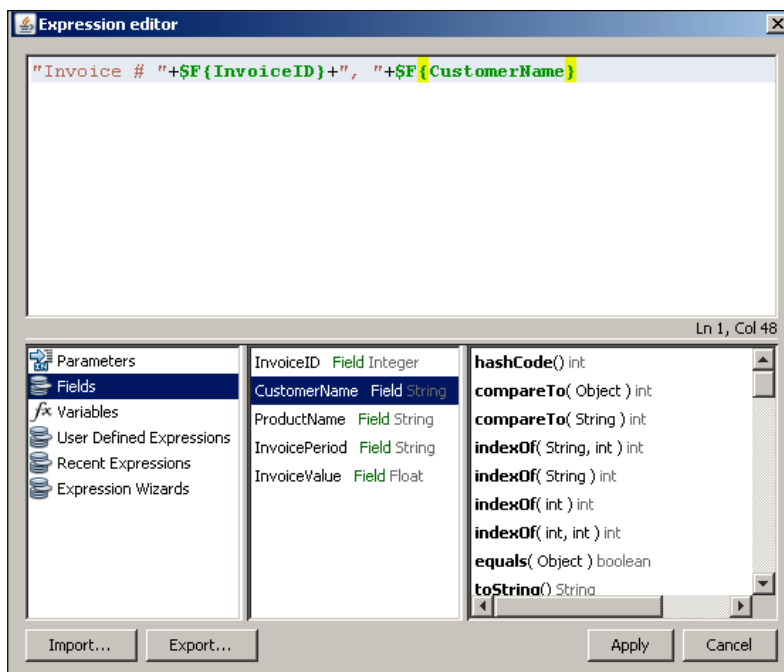 Expression editor
"Invoice # "+$F{InvoiceID}+", "+$F{CustomerName}
Ln 1, Col 48
Parameters
Fields
Variables
User Defined Expressions
Recent Expressions
Expression Wizards
InvoiceID Field Integer
CustomerName Field String
ProductName Field String
InvoicePeriod Field String
InvoiceValue Field Float
hashCode() int
compareTo( Object ) int
compareTo( String ) int
indexOf( String, int ) int
indexOf( String ) int
indexOf( int ) int
indexOf( int, int ) int
equals( Object ) boolean
toString() String
Import...
Export...
Apply
Cancel